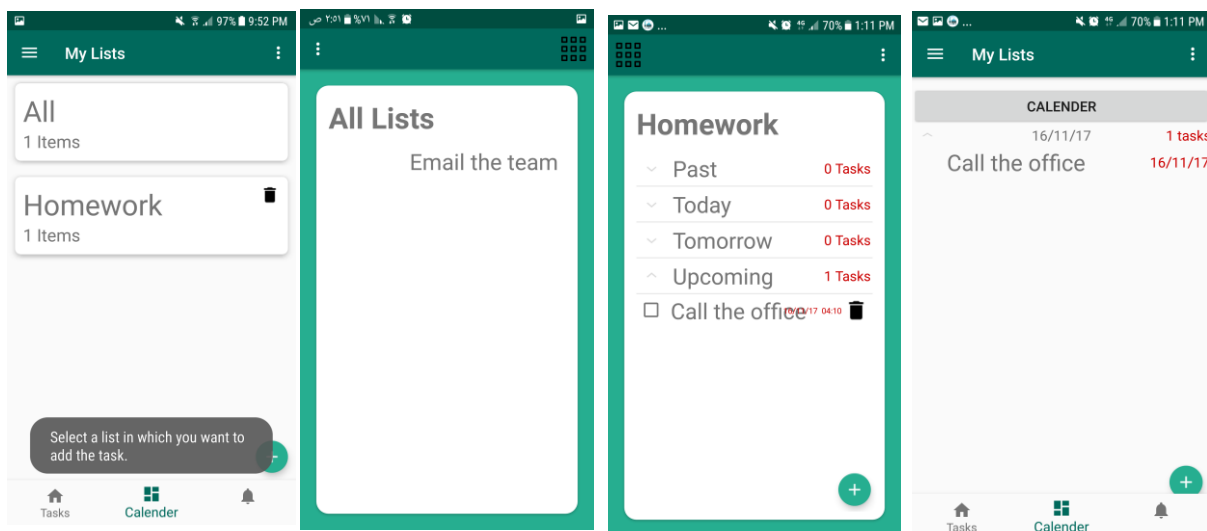 97% 9:52 PM
My Lists
All
1 Items
Homework
1 Items
Select a list in which you want to
add the task.
Tasks
Calender
ص ٢:٥١ %٧١
All Lists
Email the team
... 70% 1:11 PM
Homework
Past 0 Tasks
Today 0 Tasks
Tomorrow 0 Tasks
Upcoming 1 Tasks
Call the office 04:10
... 70% 1:11 PM
My Lists
CALENDER
16/11/17 1 tasks
Call the office 16/11/17
Tasks
Calender